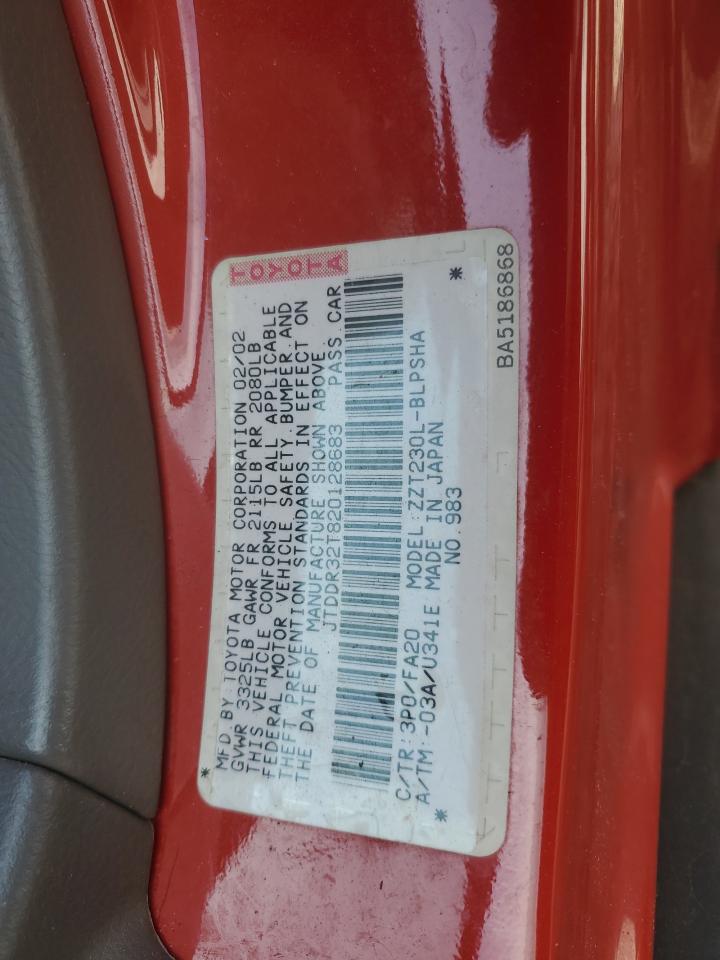 TOYOTA
MFD BY:TOYOTA MOTOR CORPORATION 02/02
GVWR 3325LB GAWR FR 2115LB RR 2080LB
THIS VEHICLE CONFORMS TO ALL APPLICABLE
FEDERAL MOTOR VEHICLE SAFETY,BUMPER,AND
THEFT PREVENTION STANDARDS IN EFFECT ON
THE DATE OF MANUFACTURE SHOWN ABOVE.
JTDDR32T820128683 PASS CAR
C/TR:3P0/FA20 MODEL:ZZT230L-BLPSHA
A/TM:-03A/U341E MADE IN JAPAN
NO.983
BA5186868